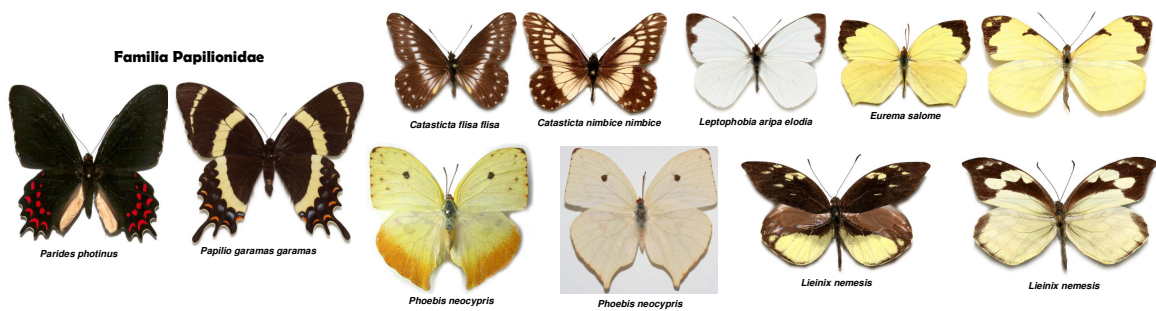 Familia Papilionidae
Parides photinus
Papilio garamas garamas
Catasticta flisa flisa
Catasticta nimbice nimbice
Leptophobia aripa elodia
Eurema salome
Phoebis neocypris
Phoebis neocypris
Lieinix nemesis
Lieinix nemesis